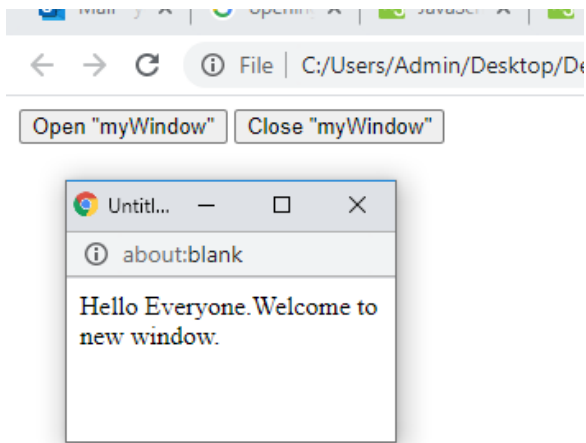 File | C:/Users/Admin/Desktop/De
Open "myWindow" Close "myWindow"
Untitl...
about:blank
Hello Everyone.Welcome to
new window.